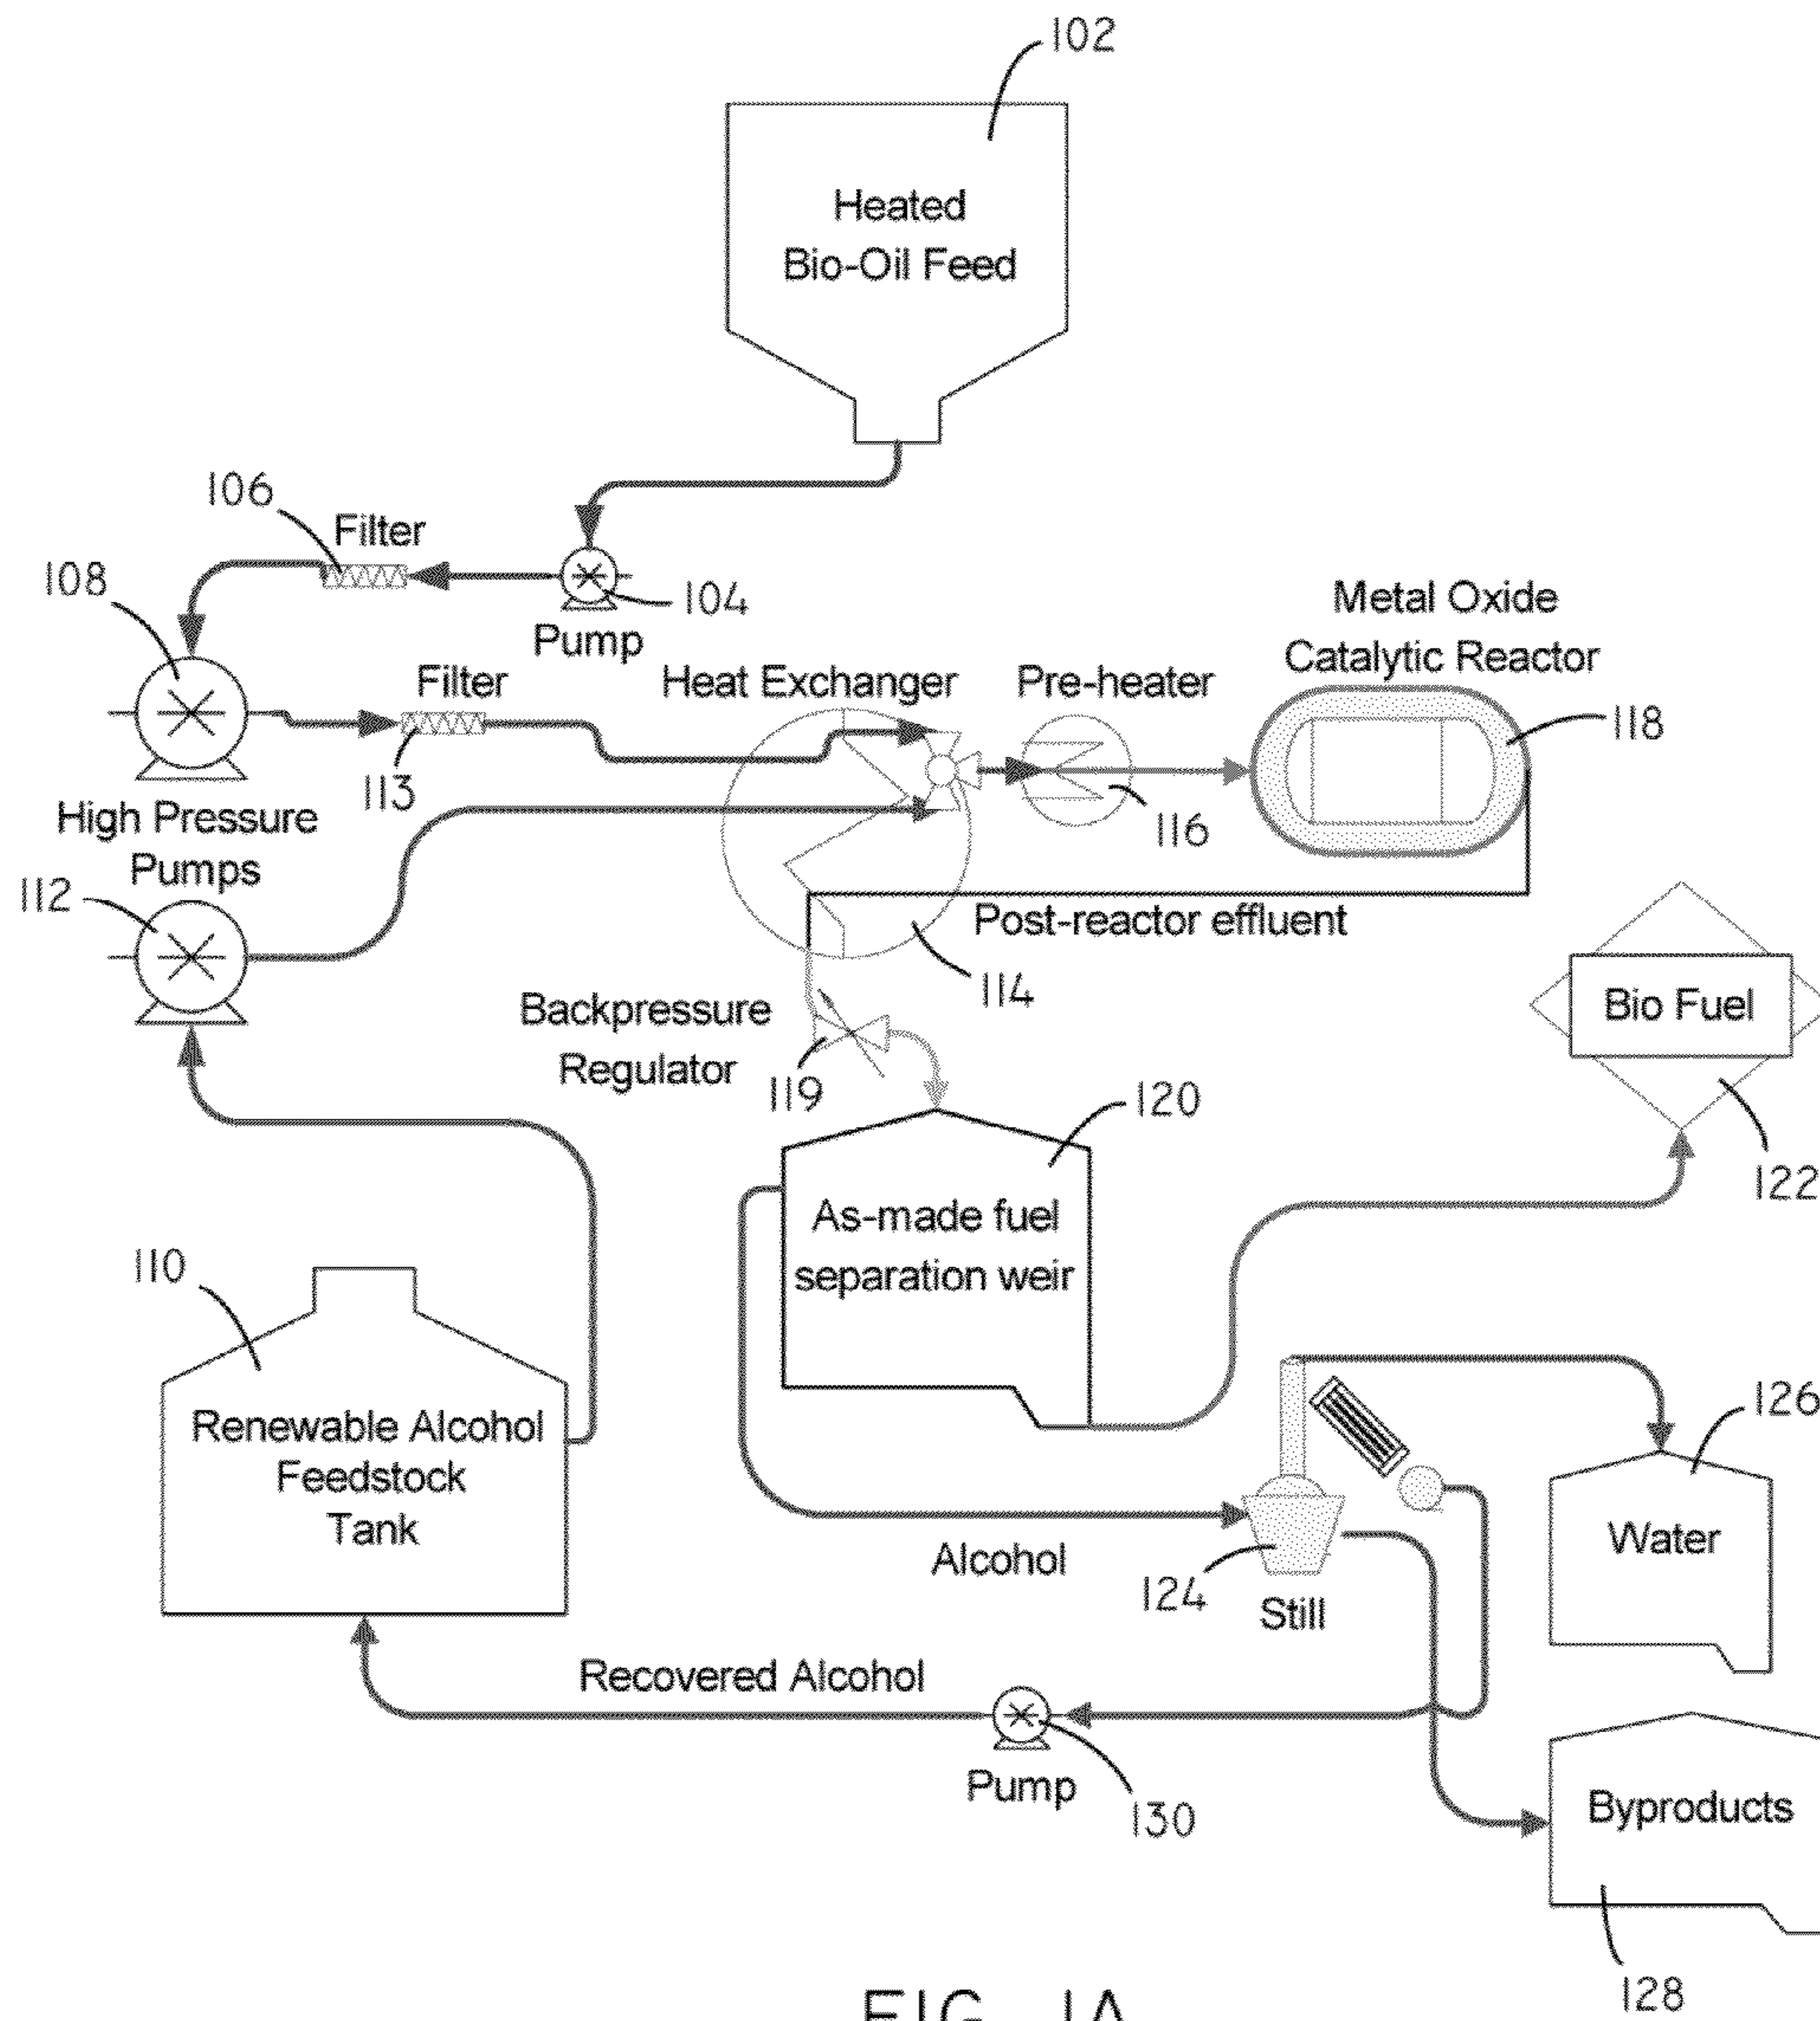 102
Heated
Bio-Oil Feed
106
Filter
108
104
Pump
Metal Oxide
Catalytic Reactor
Filter
Heat Exchanger
Pre-heater
118
113
High Pressure
Pumps
116
112
Post-reactor effluent
114
Backpressure
Regulator
119
Bio Fuel
120
122
As-made fuel
separation weir
110
Renewable Alcohol
Feedstock
Tank
126
Water
Alcohol
124
Still
Recovered Alcohol
Pump
130
Byproducts
128
FIG. 1A